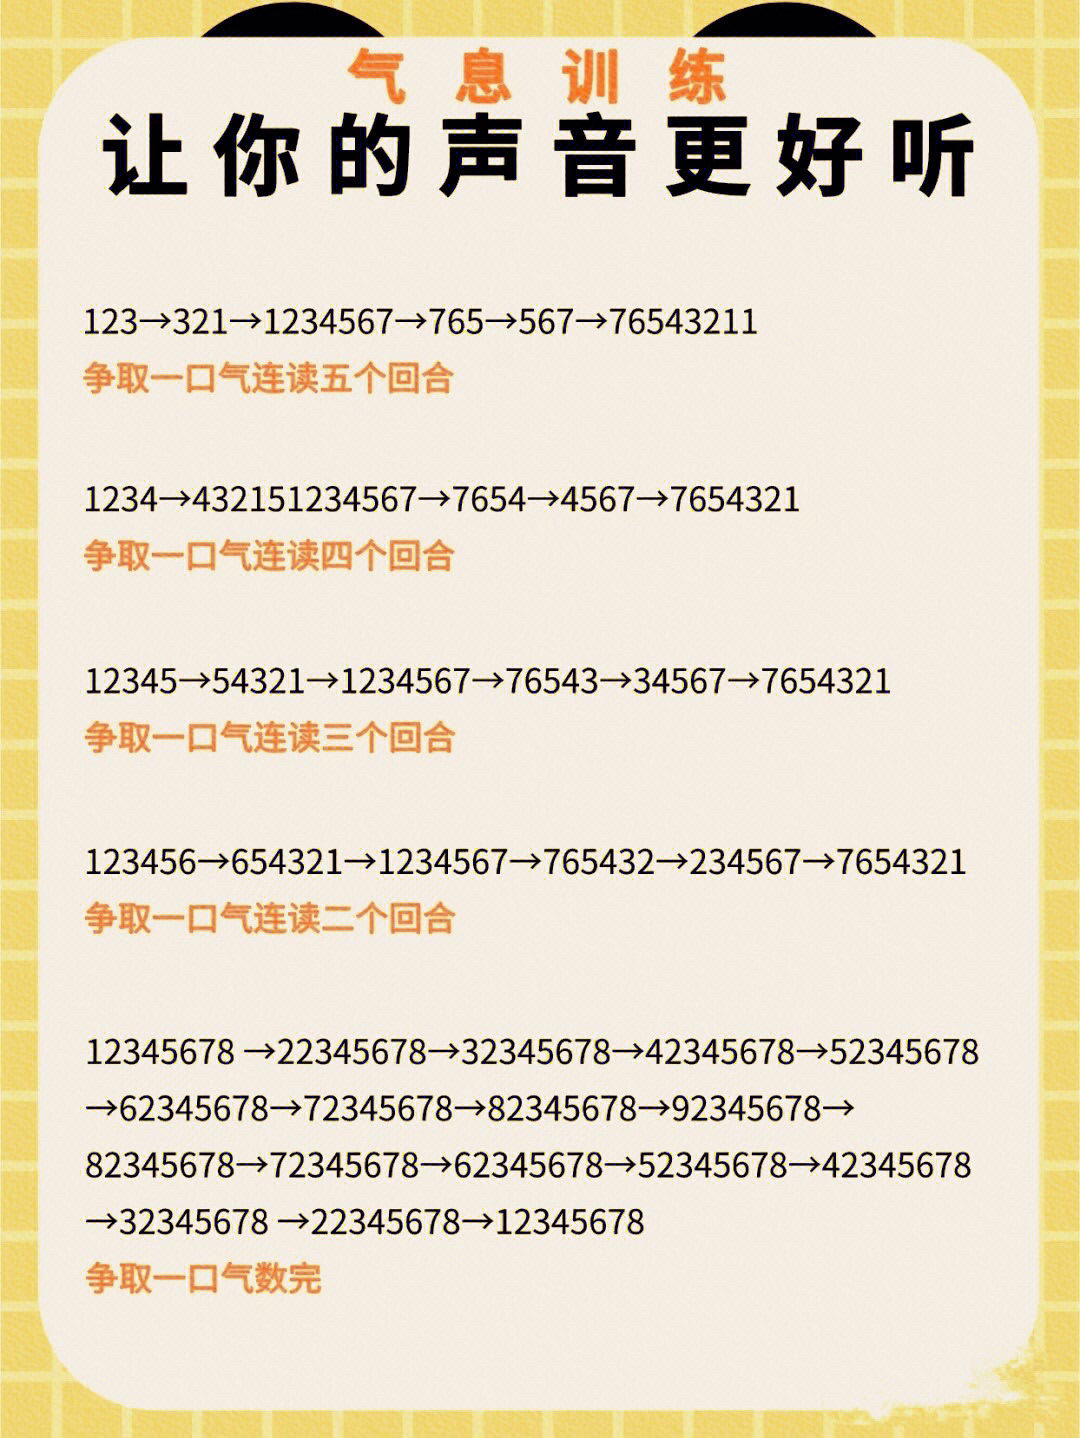 气息训练
让你的声音更好听
123→321→1234567→765→567→76543211
争取一口气连读五个回合
1234→432151234567→7654→4567→7654321
争取一口气连读四个回合
12345→54321→1234567→76543→34567→7654321
争取一口气连读三个回合
123456→654321→1234567→765432→234567→7654321
争取一口气连读二个回合
12345678 →22345678→32345678→42345678→52345678
→62345678→72345678→82345678→92345678→
82345678→72345678→62345678→52345678→42345678
→32345678 →22345678→12345678
争取一口气数完